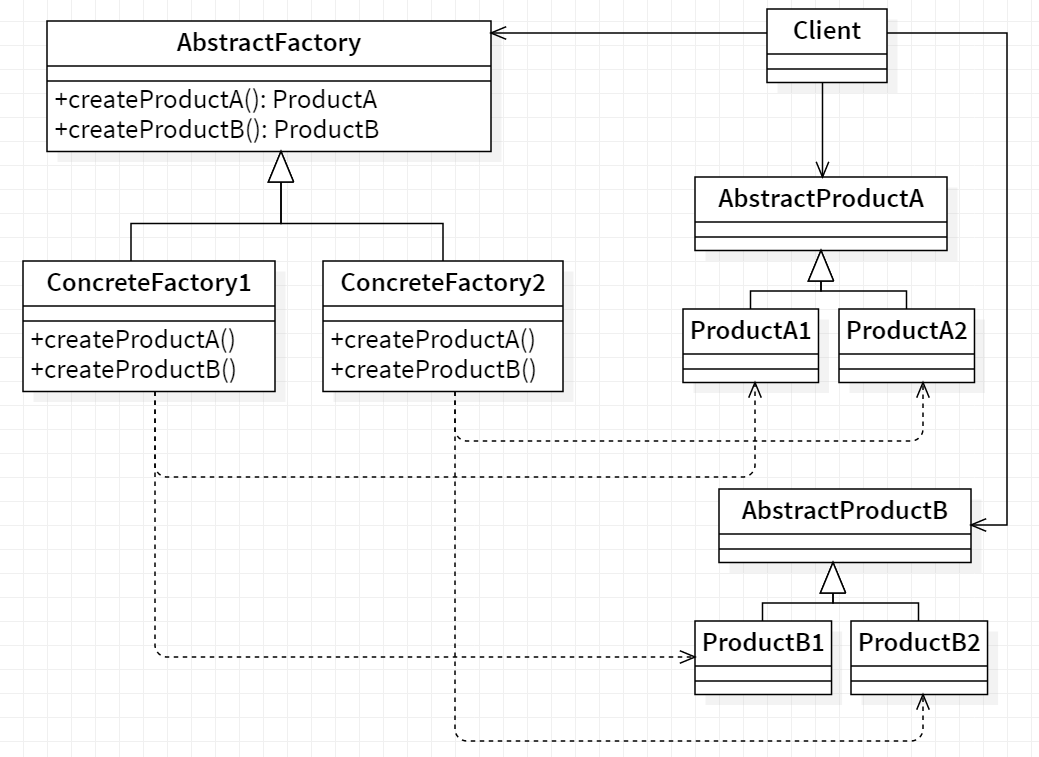 AbstractFactory
+createProductA(): ProductA
+createProductB(): ProductB
Client
AbstractProductA
ConcreteFactory1
+createProductA()
+createProductB()
ConcreteFactory2
+createProductA()
+createProductB()
ProductA1
ProductA2
AbstractProductB
ProductB1
ProductB2